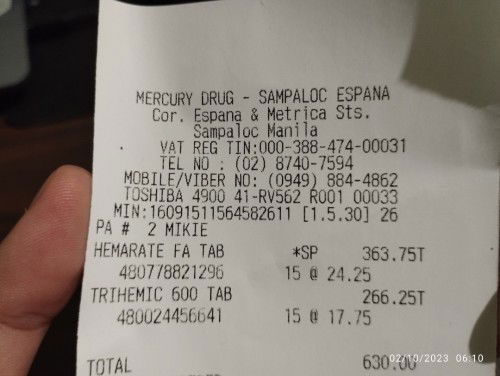 MERCURY DRUG - SAMPALOC ESPANA
Cor. Espana & Metrica Sts.
Sampaloc Manila
VAT REG TIN:000-388-474-00031
TEL NO : (02) 8740-7594
MOBILE/VIBER NO: (0949) 884-4862
TOSHIBA 4900 41-RV562 R001 00033
MIN:16091511564582611 [1.5.30] 26
PA # 2 MIKIE
HEMARATE FA TAB *SP 363.75T
480778821296 15 @ 24.25
TRIHEMIC 600 TAB 266.25T
480024456641 15 @ 17.75
TOTAL 630.00
02/10/2023 06:10